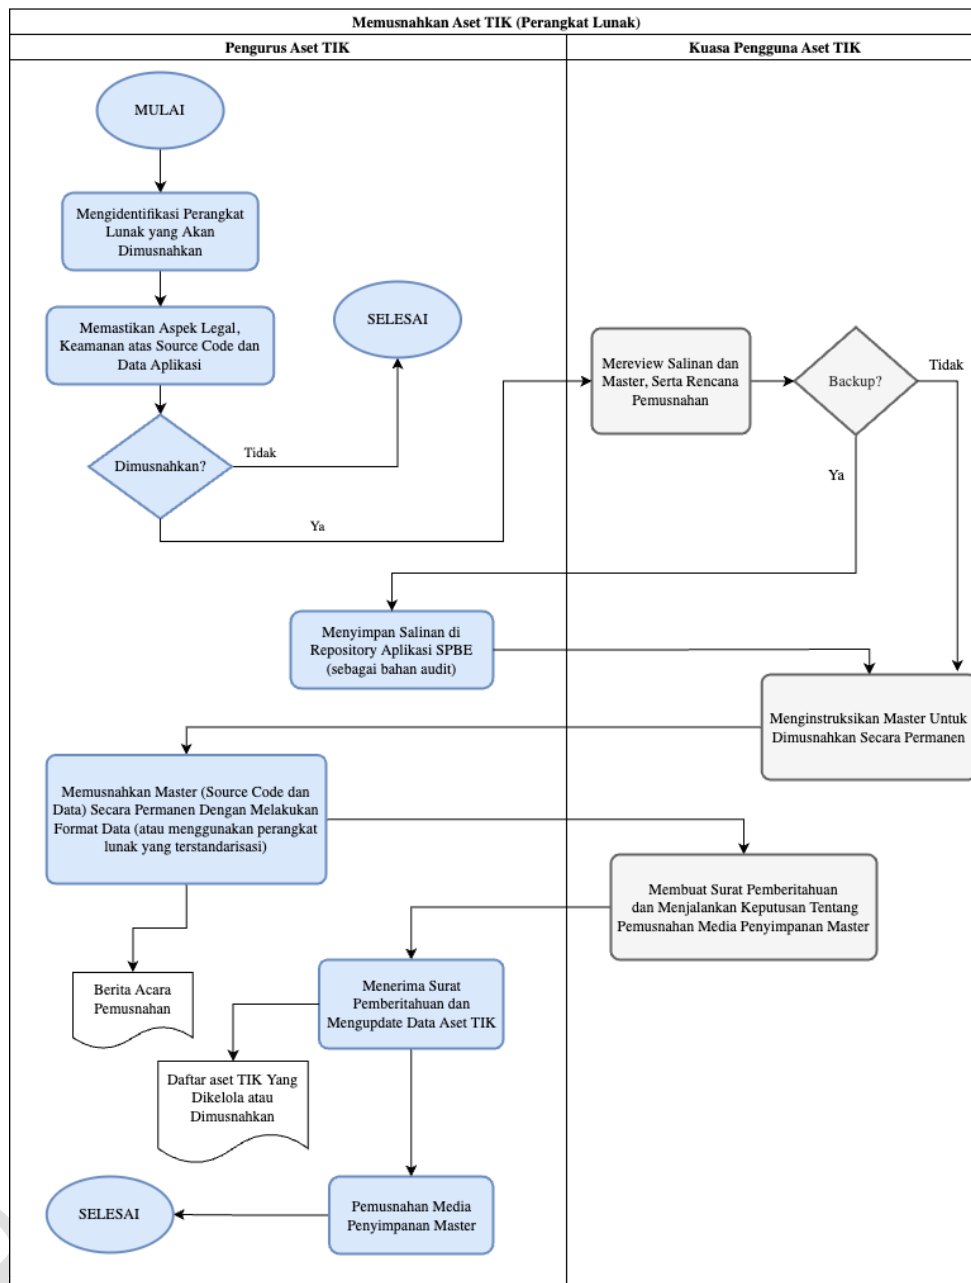 Memusnahkan Aset TIK (Perangkat Lunak)
Pengurus Aset TIK
Kuasa Pengguna Aset TIK
MULAI
Mengidentifikasi Perangkat
Lunak yang Akan
Dimusnahkan
Memastikan Aspek Legal,
Keamanan atas Source Code dan
Data Aplikasi
SELESAI
Dimusnahkan?
Tidak
Ya
Mereview Salinan dan
Master, Serta Rencana
Pemusnahan
Backup?
Tidak
Ya
Menyimpan Salinan di
Repository Aplikasi SPBE
(sebagai bahan audit)
Menginstruksikan Master Untuk
Dimusnahkan Secara Permanen
Memusnahkan Master (Source Code dan
Data) Secara Permanen Dengan Melakukan
Format Data (atau menggunakan perangkat
lunak yang terstandarisasi)
Membuat Surat Pemberitahuan
dan Menjalankan Keputusan Tentang
Pemusnahan Media Penyimpanan Master
Berita Acara
Pemusnahan
Menerima Surat
Pemberitahuan dan
Mengupdate Data Aset TIK
Daftar aset TIK Yang
Dikelola atau
Dimusnahkan
Pemusnahan Media
Penyimpanan Master
SELESAI